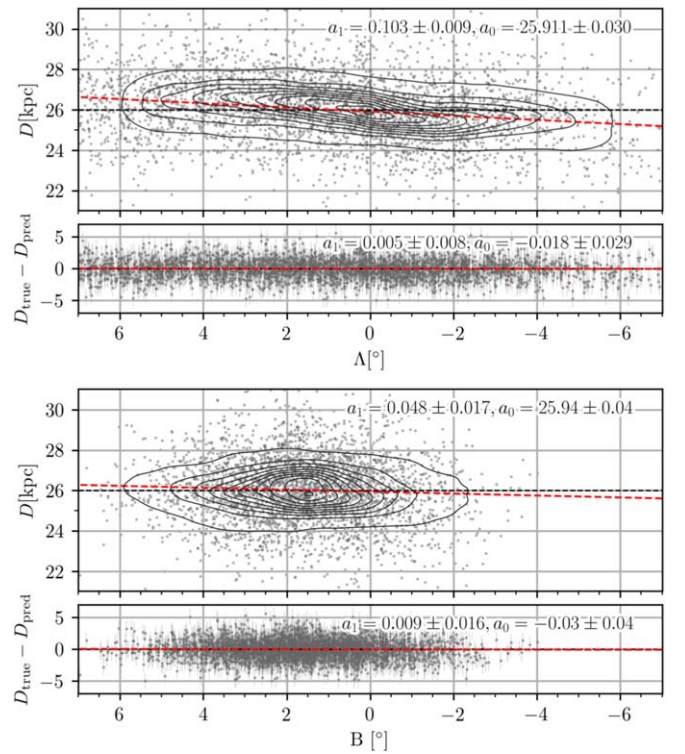 a₁ = 0.103 ± 0.009, a₀ = 25.911 ± 0.030
30
28
26
24
22
D[kpc]
a₁ = 0.005 ± 0.008, a₀ = −0.018 ± 0.029
5
0
−5
D_true − D_pred
6 4 2 0 −2 −4 −6
Λ[°]
a₁ = 0.048 ± 0.017, a₀ = 25.94 ± 0.04
30
28
26
24
22
D[kpc]
a₁ = 0.009 ± 0.016, a₀ = −0.03 ± 0.04
5
0
−5
D_true − D_pred
6 4 2 0 −2 −4 −6
B [°]